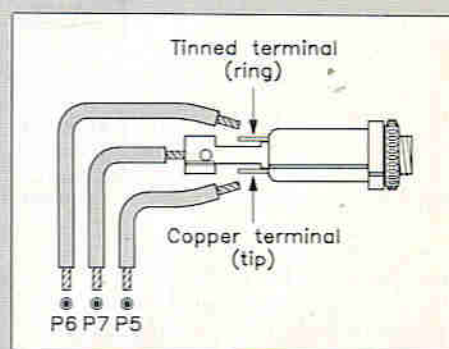 Tinned terminal
(ring)
Copper terminal
(tip)
P6 P7 P5